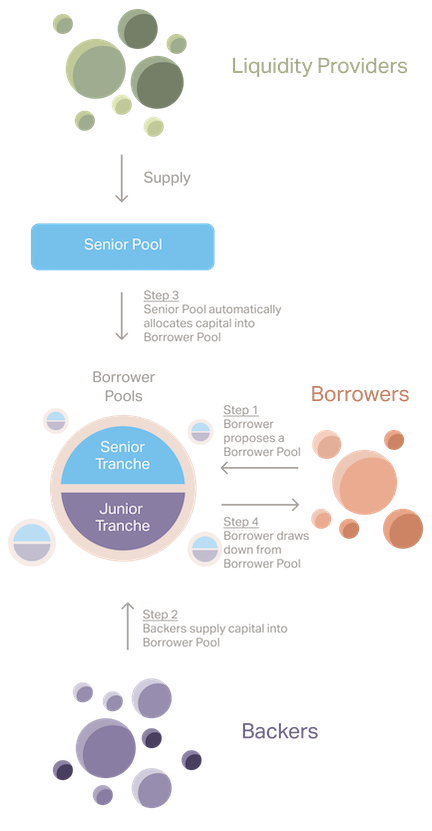 Liquidity Providers
Supply
Senior Pool
Step 3
Senior Pool automatically
allocates capital into
Borrower Pool
Borrower
Pools
Borrowers
Step 1
Borrower
proposes a
Borrower Pool
Senior
Tranche
Junior
Tranche
Step 4
Borrower draws
down from
Borrower Pool
Step 2
Backers supply capital into
Borrower Pool
Backers